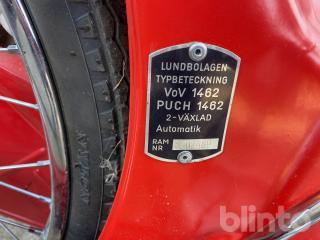 LUNDBOLAGEN
TYPBETECKNING
VoV 1462
PUCH 1462
2-VÄXLAD
Automatik
RAM
NR
blinto